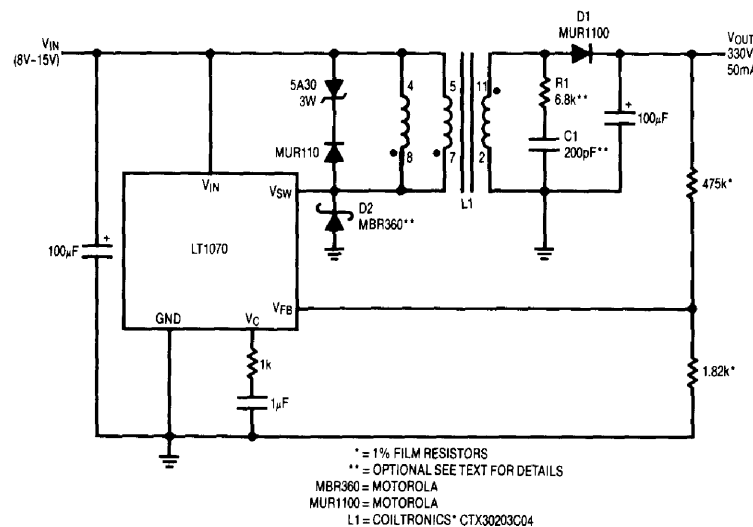 D1
MUR1100
VIN
(8V–15V)
VOUT
330V
50mA
5A30
3W
4
5
11
R1
6.8k**
+
100µF
MUR110
C1
200pF**
8
7
2
475k*
VIN
VSW
L1
D2
MBR360**
+
100µF
LT1070
VFB
GND
VC
1k
1.82k*
1µF
* = 1% FILM RESISTORS
** = OPTIONAL SEE TEXT FOR DETAILS
MBR360 = MOTOROLA
MUR1100 = MOTOROLA
L1 = COILTRONICS* CTX30203C04